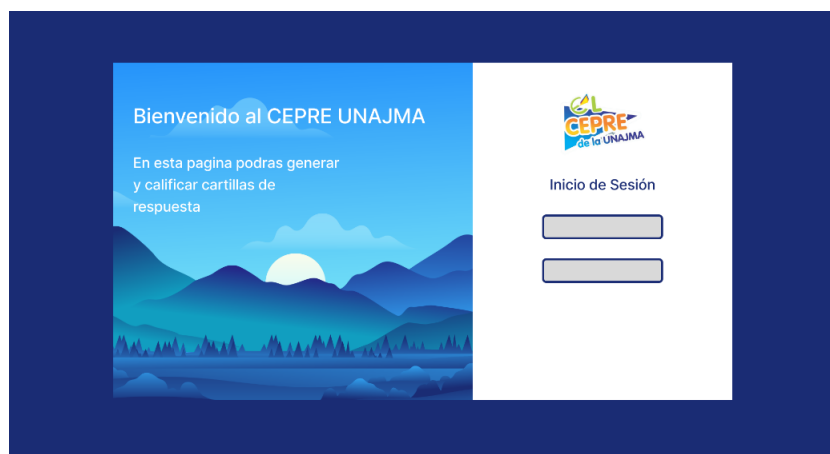 Bienvenido al CEPRE UNAJMA
En esta pagina podras generar
y calificar cartillas de
respuesta
EL
CEPRE
de la UNAJMA
Inicio de Sesión